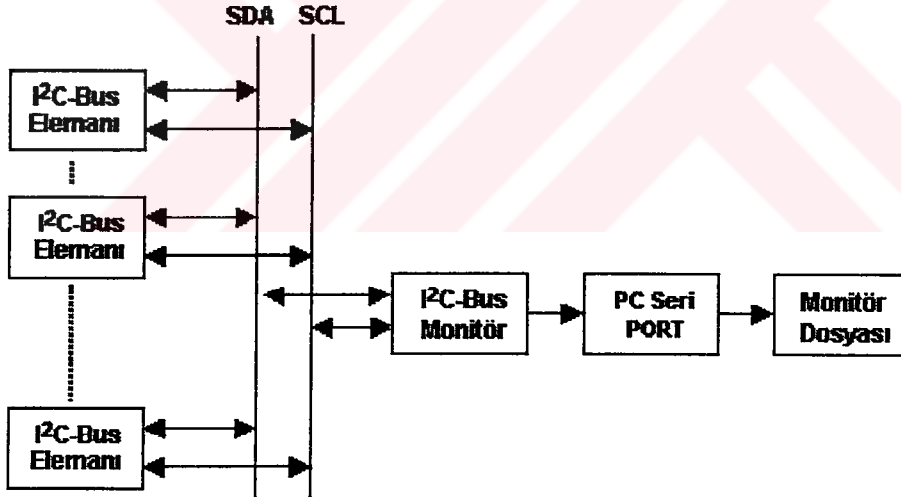 SDA SCL
I²C-Bus
Elemanı
I²C-Bus
Elemanı
I²C-Bus
Monitör
PC Seri
PORT
Monitör
Dosyası
I²C-Bus
Elemanı